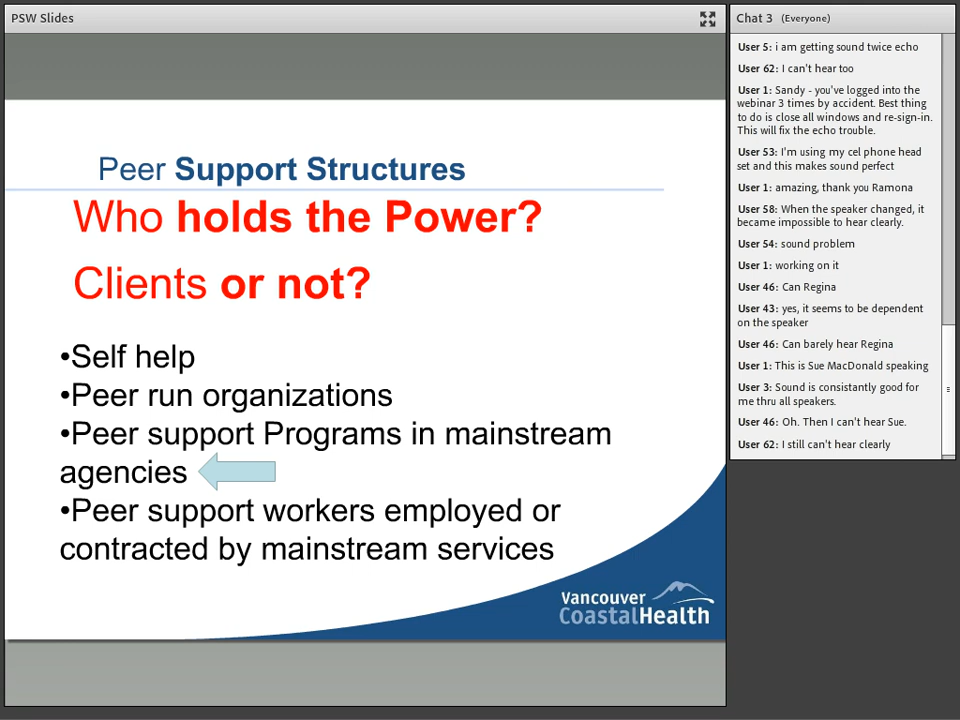 PSW Slides
Peer Support Structures
Who holds the Power?
Clients or not?
•Self help
•Peer run organizations
•Peer support Programs in mainstream
agencies
•Peer support workers employed or
contracted by mainstream services
Vancouver
CoastalHealth
Chat 3 (Everyone)
User 5: i am getting sound twice echo
User 62: I can't hear too
User 1: Sandy - you've logged into the
webinar 3 times by accident. Best thing
to do is close all windows and re-sign-in.
This will fix the echo trouble.
User 53: I'm using my cel phone head
set and this makes sound perfect
User 1: amazing, thank you Ramona
User 58: When the speaker changed, it
became impossible to hear clearly.
User 54: sound problem
User 1: working on it
User 46: Can Regina
User 43: yes, it seems to be dependent
on the speaker
User 46: Can barely hear Regina
User 1: This is Sue MacDonald speaking
User 3: Sound is consistantly good for
me thru all speakers.
User 46: Oh. Then I can't hear Sue.
User 62: I still can't hear clearly